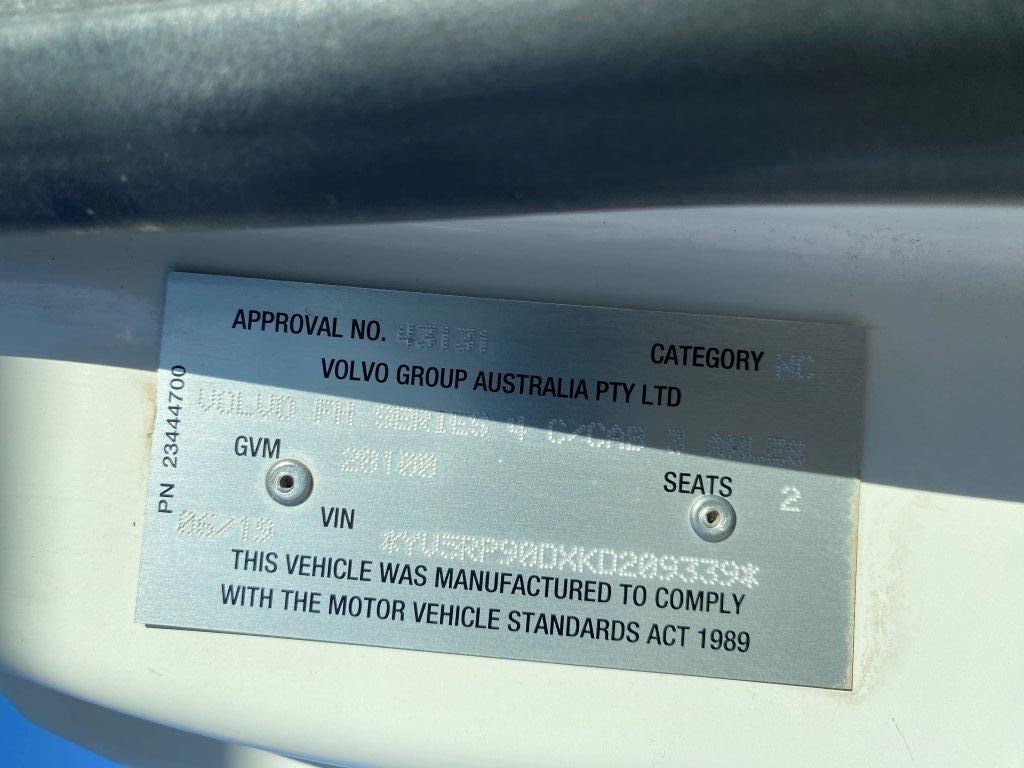 APPROVAL NO. 43131
CATEGORY NC
VOLVO GROUP AUSTRALIA PTY LTD
VOLVO FH SERIES 4 C/CAB 3 AXLES
GVM 28100
SEATS 2
06/19 VIN *YV5RP90DXKD209339*
THIS VEHICLE WAS MANUFACTURED TO COMPLY
WITH THE MOTOR VEHICLE STANDARDS ACT 1989
PN 23444700